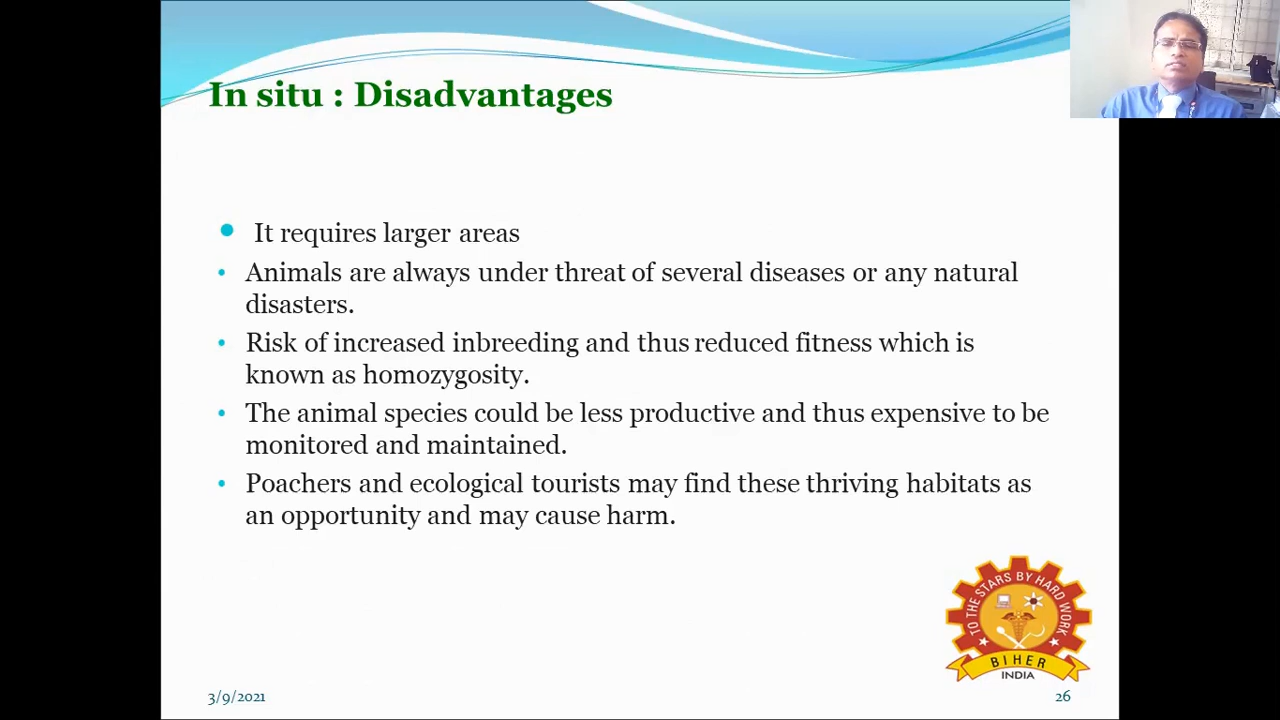 In situ : Disadvantages
It requires larger areas
Animals are always under threat of several diseases or any natural
disasters.
Risk of increased inbreeding and thus reduced fitness which is
known as homozygosity.
The animal species could be less productive and thus expensive to be
monitored and maintained.
Poachers and ecological tourists may find these thriving habitats as
an opportunity and may cause harm.
TO THE STARS BY HARD WORK
BIHER
INDIA
3/9/2021
26